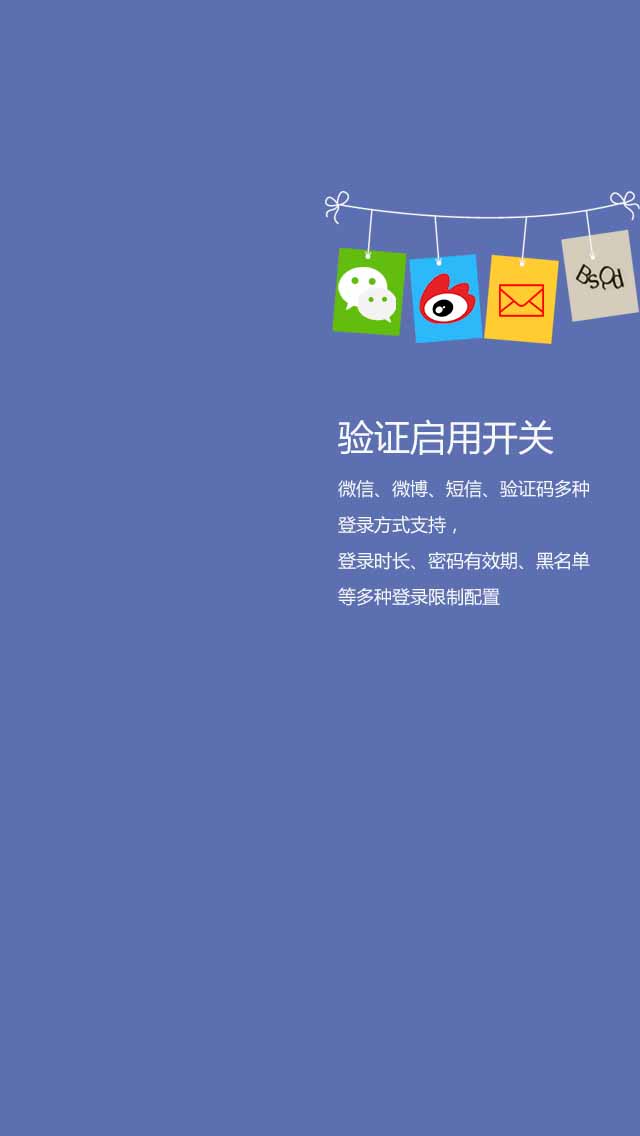 BsPd
验证启用开关
微信、微博、短信、验证码多种
登录方式支持，
登录时长、密码有效期、黑名单
等多种登录限制配置